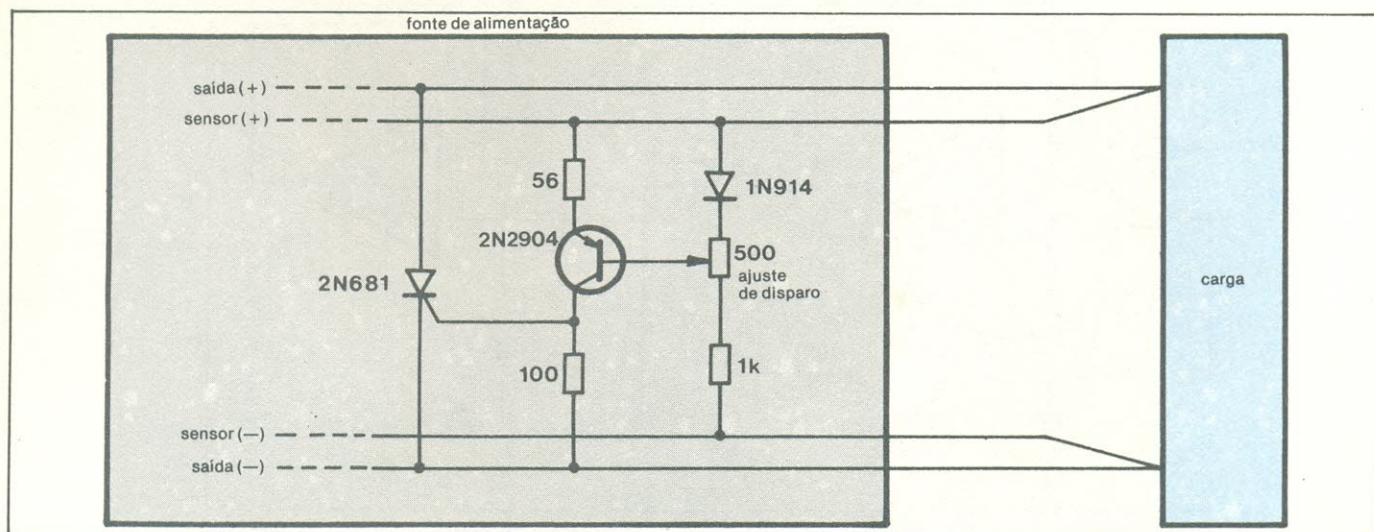 fonte de alimentação
saída (+)
sensor (+)
56
1N914
2N2904
500
ajuste
de disparo
2N681
carga
100
1k
sensor (—)
saída (—)